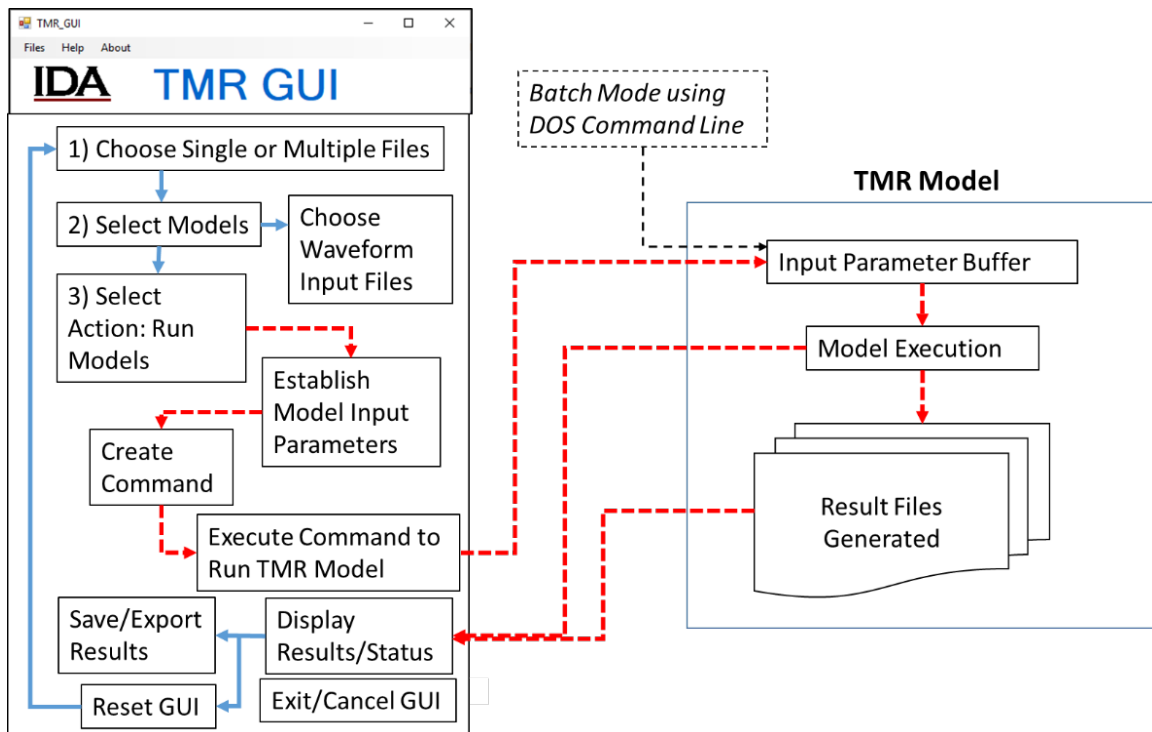 TMR_GUI
Files Help About
IDA TMR GUI
1) Choose Single or Multiple Files
2) Select Models
Choose
Waveform
Input Files
3) Select
Action: Run
Models
Establish
Model Input
Parameters
Create
Command
Execute Command to
Run TMR Model
Save/Export
Results
Display
Results/Status
Reset GUI
Exit/Cancel GUI
Batch Mode using
DOS Command Line
TMR Model
Input Parameter Buffer
Model Execution
Result Files
Generated